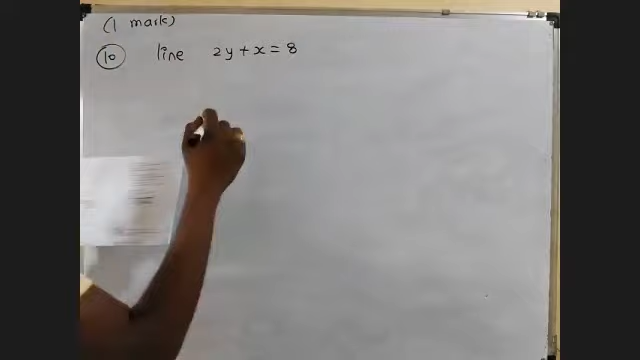 (1 mark)
10 line 2y + x = 8